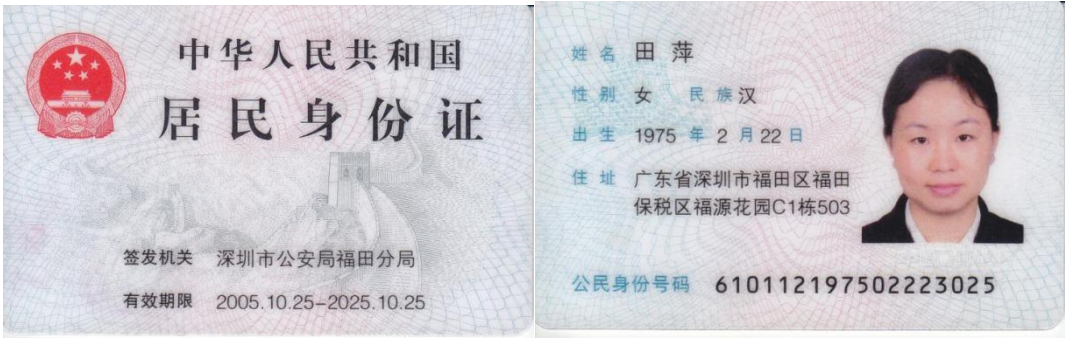 中华人民共和国
居民身份证
签发机关 深圳市公安局福田分局
有效期限 2005.10.25-2025.10.25
姓名 田萍
性别 女 民族 汉
出生 1975 年 2 月 22 日
住址 广东省深圳市福田区福田
保税区福源花园C1栋503
公民身份号码 610112197502223025